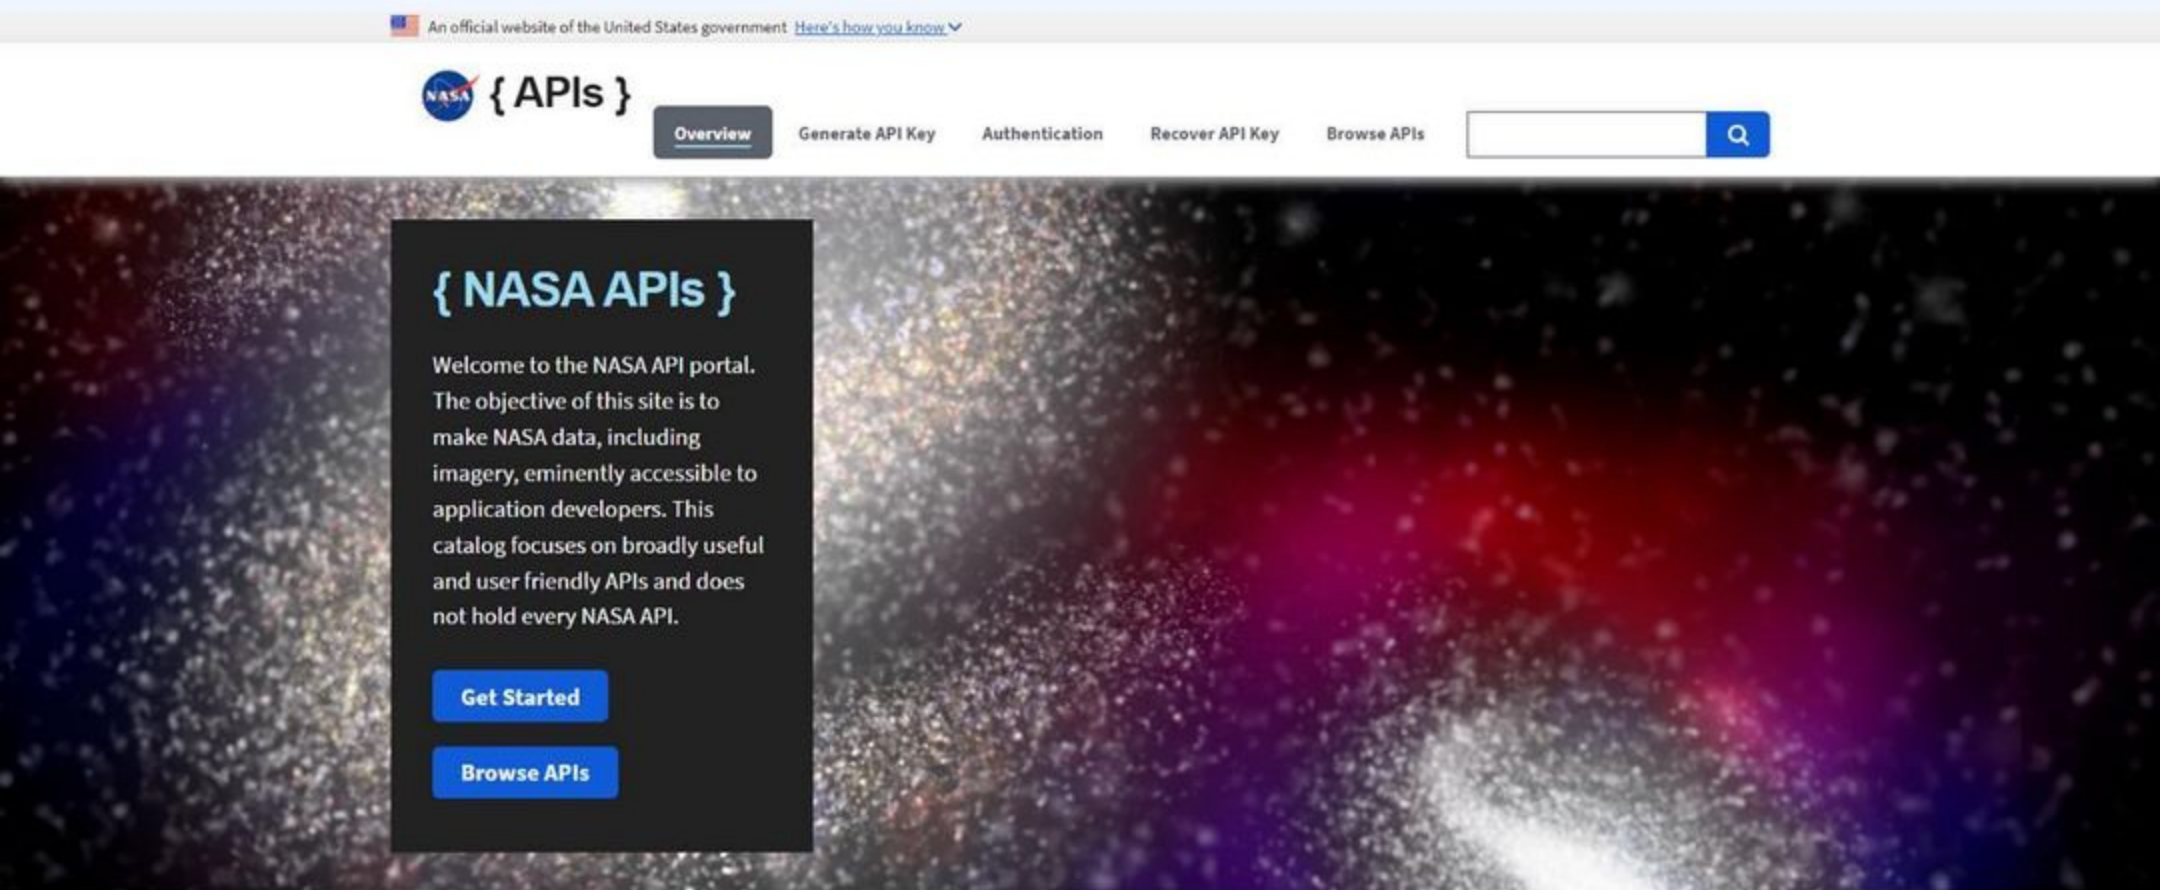 An official website of the United States government Here's how you know
NASA { APIs }
Overview Generate API Key Authentication Recover API Key Browse APIs
{ NASA APIs }
Welcome to the NASA API portal.
The objective of this site is to
make NASA data, including
imagery, eminently accessible to
application developers. This
catalog focuses on broadly useful
and user friendly APIs and does
not hold every NASA API.
Get Started
Browse APIs